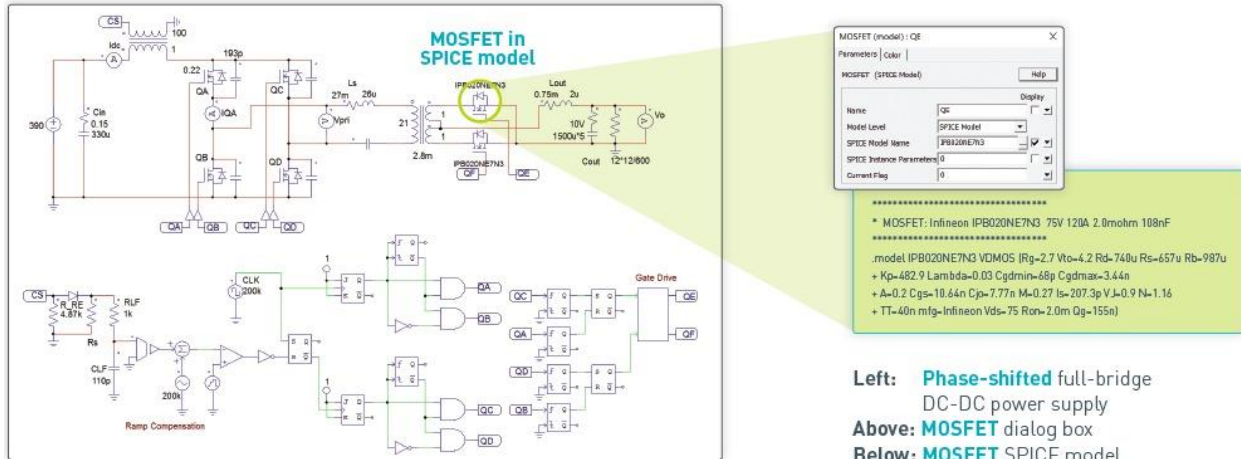 CS
100
Idc
1
193p
0.22
QA
QC
IQA
390
Cin
0.15
330u
QB
QD
QA
QB
QC
QD
MOSFET in
SPICE model
Ls
27m
26u
Vpri
21
1
1
2.8m
IPB020NE7N3
IPB020NE7N3
QF
QE
Lout
0.75m
2u
10V
1500u*5
Cout
12*12/600
Vo
CS
R_RE
4.87k
Rs
RLF
1k
CLF
110p
200k
Ramp Compensation
CLK
200k
1
1
QA
QB
QC
QD
QC
QA
QD
QB
Gate Drive
QE
QF
MOSFET (model) : QE
Parameters
Color
MOSFET (SPICE Model)
Help
Display
Name
QE
Model Level
SPICE Model
SPICE Model Name
IPB020NE7N3
SPICE Instance Parameters
0
Current Flag
0
* MOSFET: Infineon IPB020NE7N3 75V 120A 2.0mohm 108nF
.model IPB020NE7N3 VDMOS (Rg=2.7 Vto=4.2 Rd=740u Rs=657u Rb=987u
+ Kp=482.9 Lambda=0.03 Cgdmin=68p Cgdmax=3.44n
+ A=0.2 Cgs=10.64n Cjo=7.77n M=0.27 Is=207.3p VJ=0.9 N=1.16
+ TT=40n mfg=Infineon Vds=75 Ron=2.0m Qg=155n)
Left: Phase-shifted full-bridge
DC-DC power supply
Above: MOSFET dialog box
Below: MOSFET SPICE model